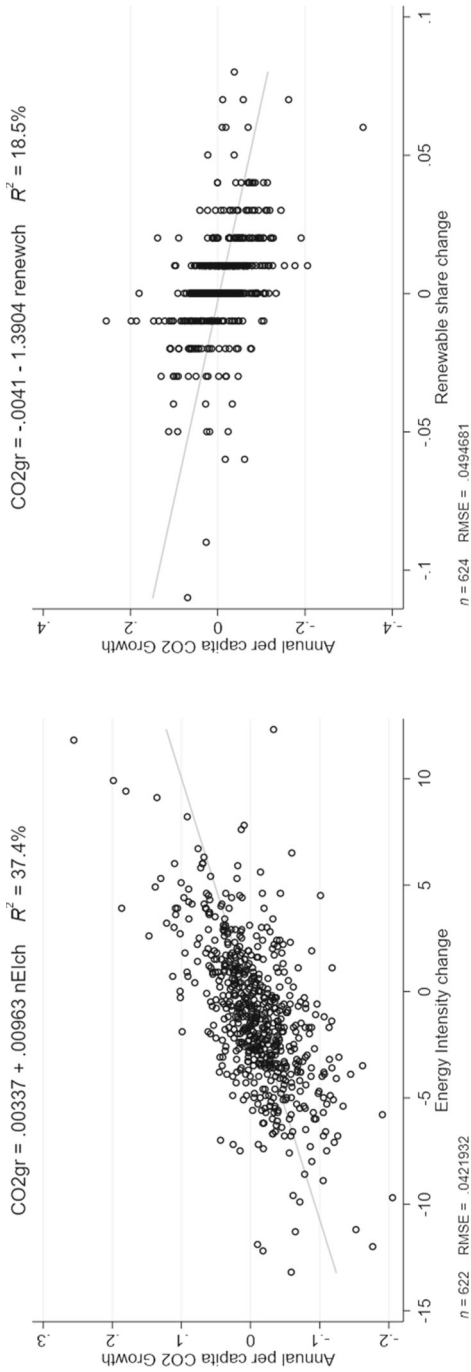 CO2gr = .00337 + .00963 nEIch R² = 37.4%
Annual per capita CO2 Growth
.3
.2
.1
0
-.1
-.2
-15 -10 -5 0 5 10
Energy Intensity change
n = 622 RMSE = .0421932
CO2gr = -.0041 - 1.3904 renewch R² = 18.5%
Annual per capita CO2 Growth
.4
.2
0
-.2
-.4
-.1 -.05 0 .05 .1
Renewable share change
n = 624 RMSE = .0494681